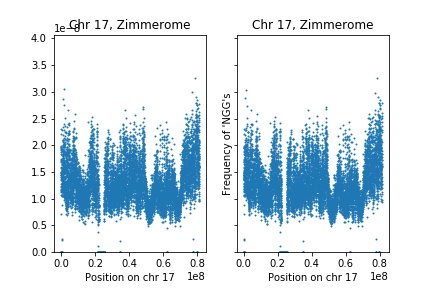 1e−8
Chr 17, Zimmerome
Chr 17, Zimmerome
4.0
3.5
3.0
2.5
2.0
1.5
1.0
0.5
0.0
Frequency of 'NGG's
0.0 0.2 0.4 0.6 0.8
0.0 0.2 0.4 0.6 0.8
Position on chr 17 1e8
Position on chr 17 1e8